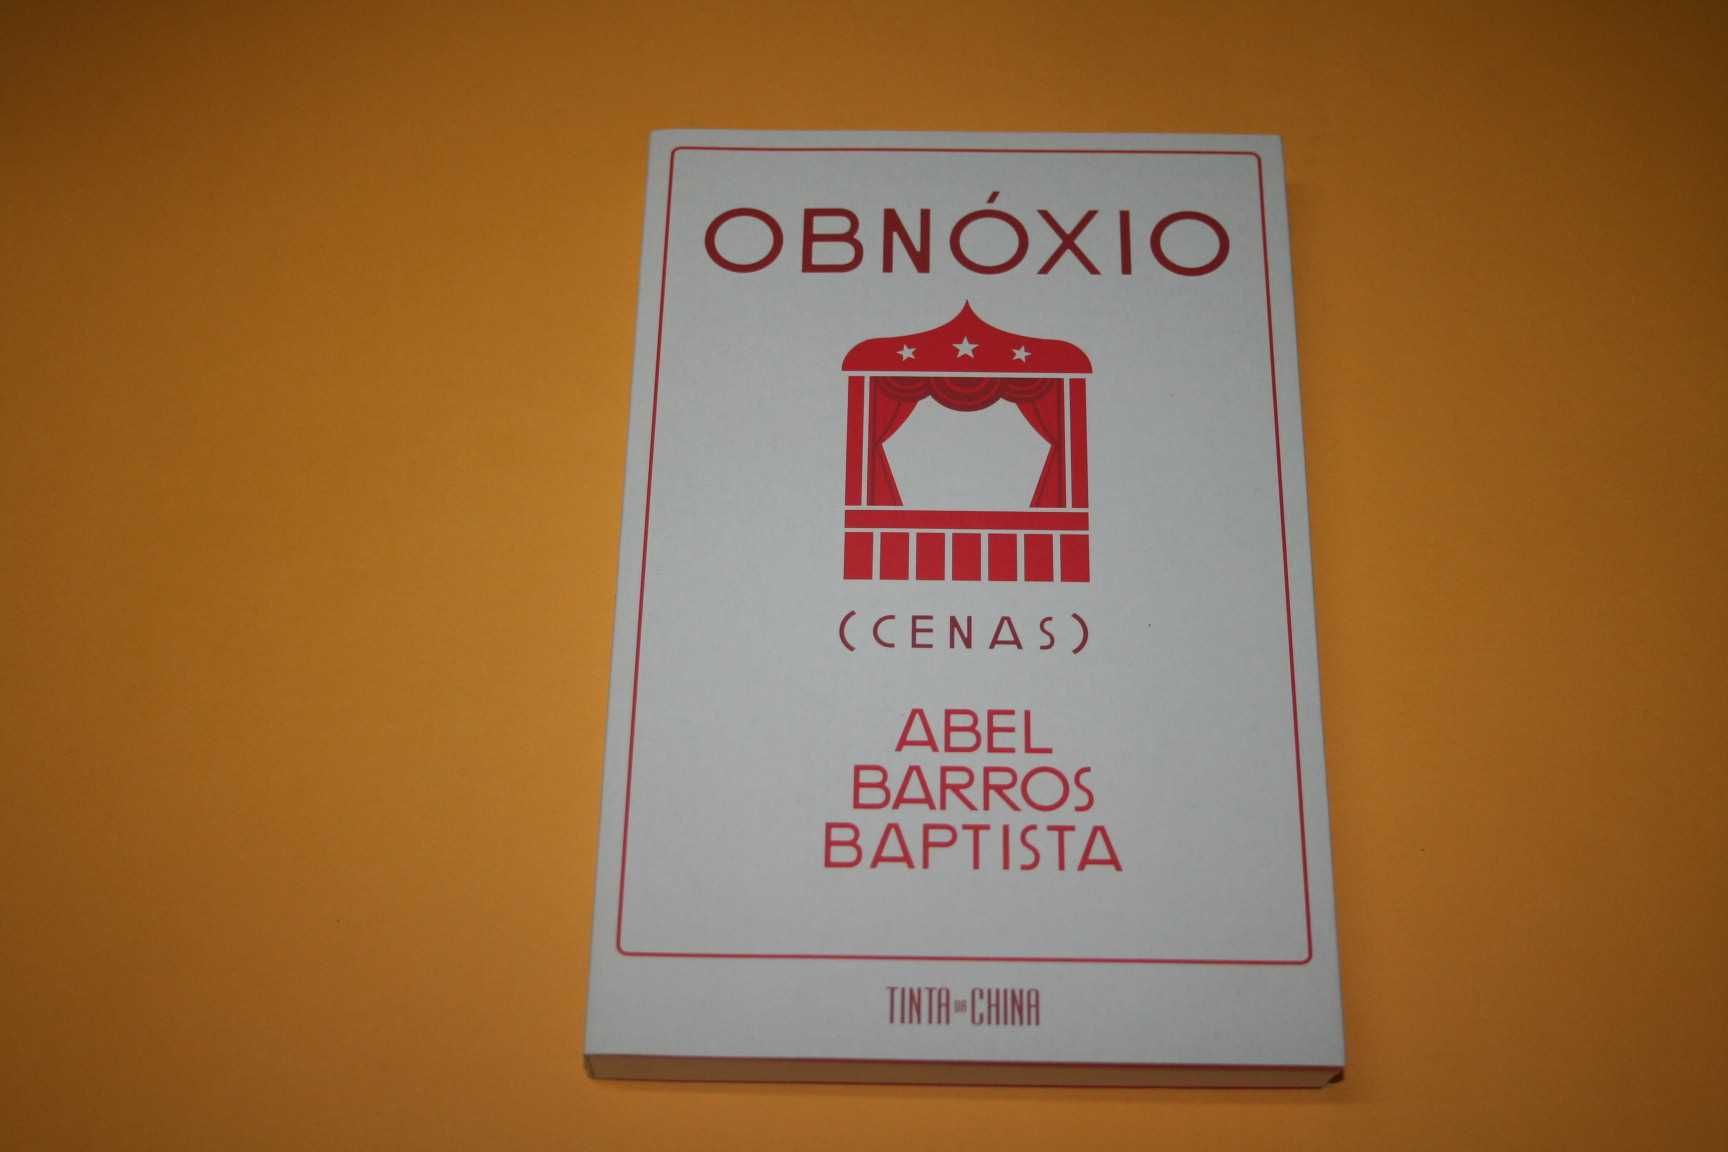 OBNÓXIO
(CENAS)
ABEL
BARROS
BAPTISTA
TINTA DA CHINA